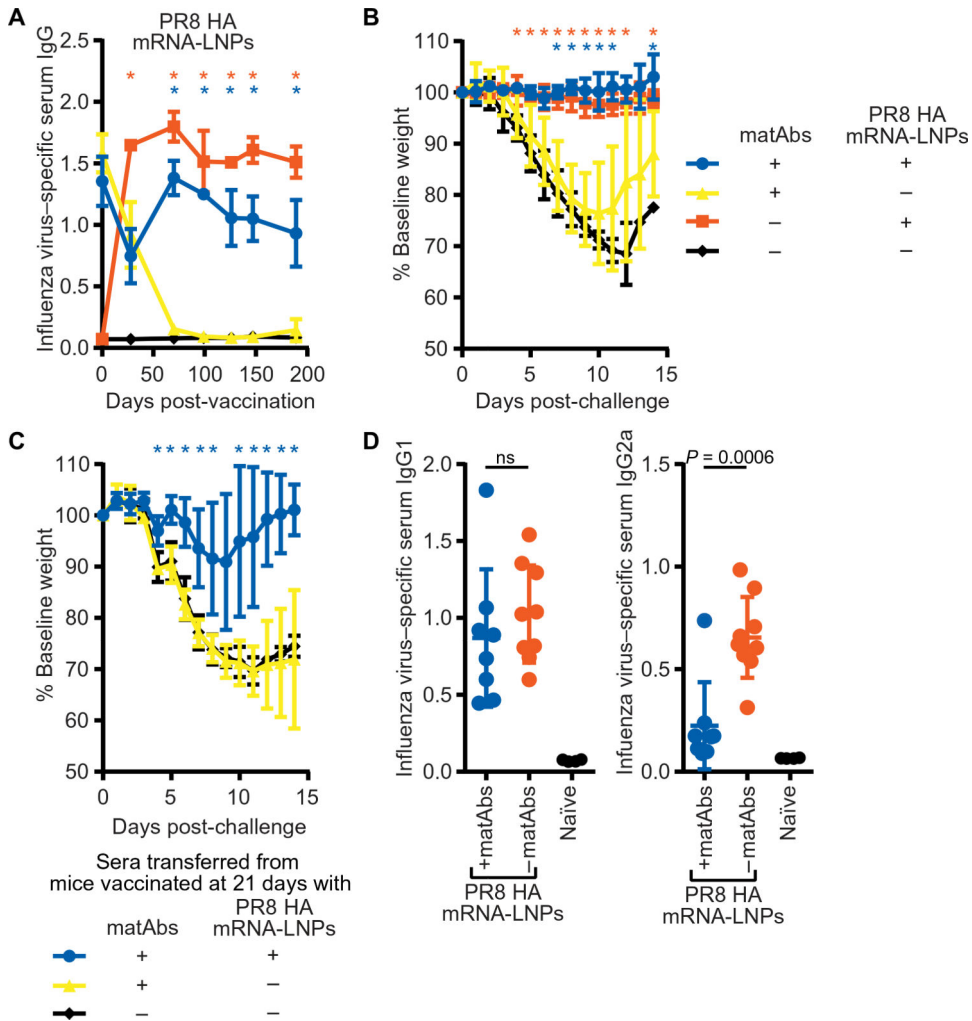 A
PR8 HA
mRNA-LNPs
Influenza virus–specific serum IgG
2.5
2.0
1.5
1.0
0.5
0.0
* * * * * *
* * * * *
0 50 100 150 200
Days post-vaccination
B
% Baseline weight
110
100
90
80
70
60
50
* * * * * * * * * * *
* * * * * *
0 5 10 15
Days post-challenge
matAbs PR8 HA
mRNA-LNPs
+ +
+ –
– +
– –
C
% Baseline weight
110
100
90
80
70
60
50
* * * * * * * * * *
0 5 10 15
Days post-challenge
Sera transferred from
mice vaccinated at 21 days with
matAbs PR8 HA
mRNA-LNPs
+ +
+ –
– –
D
Influenza virus–specific serum IgG1
2.0
1.5
1.0
0.5
0.0
ns
+matAbs
–matAbs
Naïve
PR8 HA
mRNA-LNPs
Infuenza virus–specific serum IgG2a
1.5
1.0
0.5
0.0
P = 0.0006
+matAbs
–matAbs
Naïve
PR8 HA
mRNA-LNPs